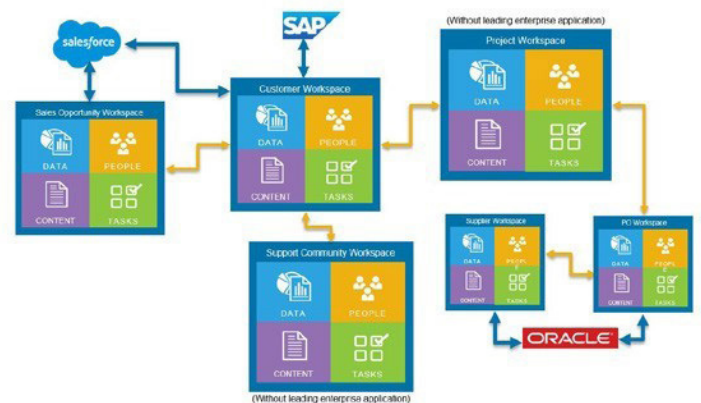 salesforce
SAP
(Without leading enterprise application)
Project Workspace
DATA
PEOPLE
CONTENT
TASKS
Sales Opportunity Workspace
DATA
PEOPLE
CONTENT
TASKS
Customer Workspace
DATA
PEOPLE
CONTENT
TASKS
Support Community Workspace
DATA
PEOPLE
CONTENT
TASKS
(Without leading enterprise application)
Supplier Workspace
DATA
PEOPL
E
CONTENT
TASKS
PO Workspace
DATA
PEOPL
E
CONTENT
TASKS
ORACLE